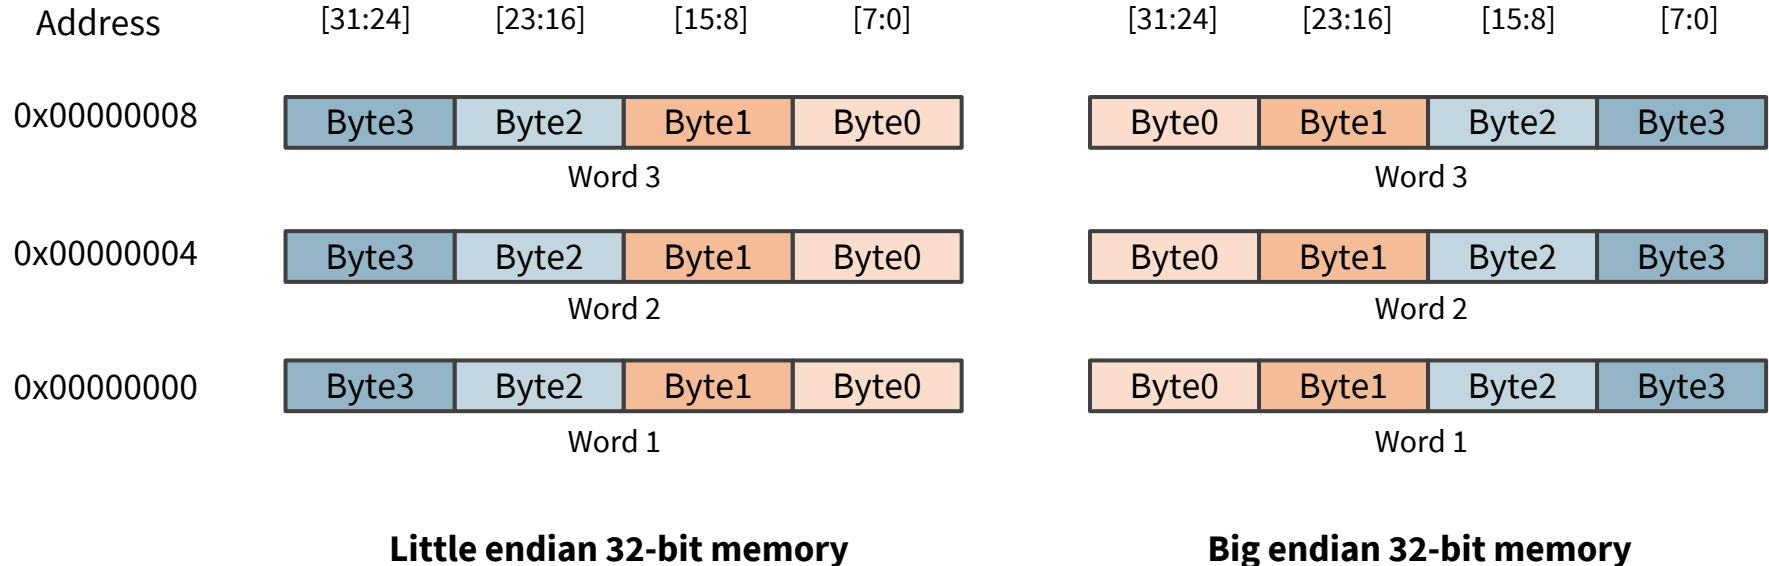 Address [31:24] [23:16] [15:8] [7:0] [31:24] [23:16] [15:8] [7:0]
0x00000008 Byte3 Byte2 Byte1 Byte0 Byte0 Byte1 Byte2 Byte3
Word 3 Word 3
0x00000004 Byte3 Byte2 Byte1 Byte0 Byte0 Byte1 Byte2 Byte3
Word 2 Word 2
0x00000000 Byte3 Byte2 Byte1 Byte0 Byte0 Byte1 Byte2 Byte3
Word 1 Word 1
Little endian 32-bit memory Big endian 32-bit memory